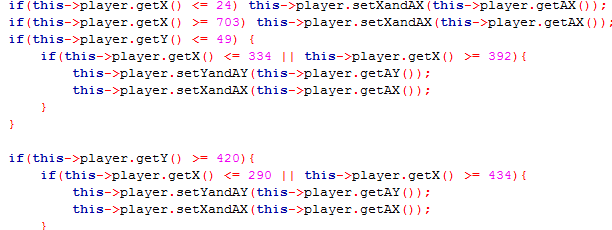 if(this->player.getX() <= 24) this->player.setXandAX(this->player.getAX());
if(this->player.getX() >= 703) this->player.setXandAX(this->player.getAX());
if(this->player.getY() <= 49) {
    if(this->player.getX() <= 334 || this->player.getX() >= 392){
        this->player.setYandAY(this->player.getAY());
        this->player.setXandAX(this->player.getAX());
    }
}

if(this->player.getY() >= 420){
    if(this->player.getX() <= 290 || this->player.getX() >= 434){
        this->player.setYandAY(this->player.getAY());
        this->player.setXandAX(this->player.getAX());
    }